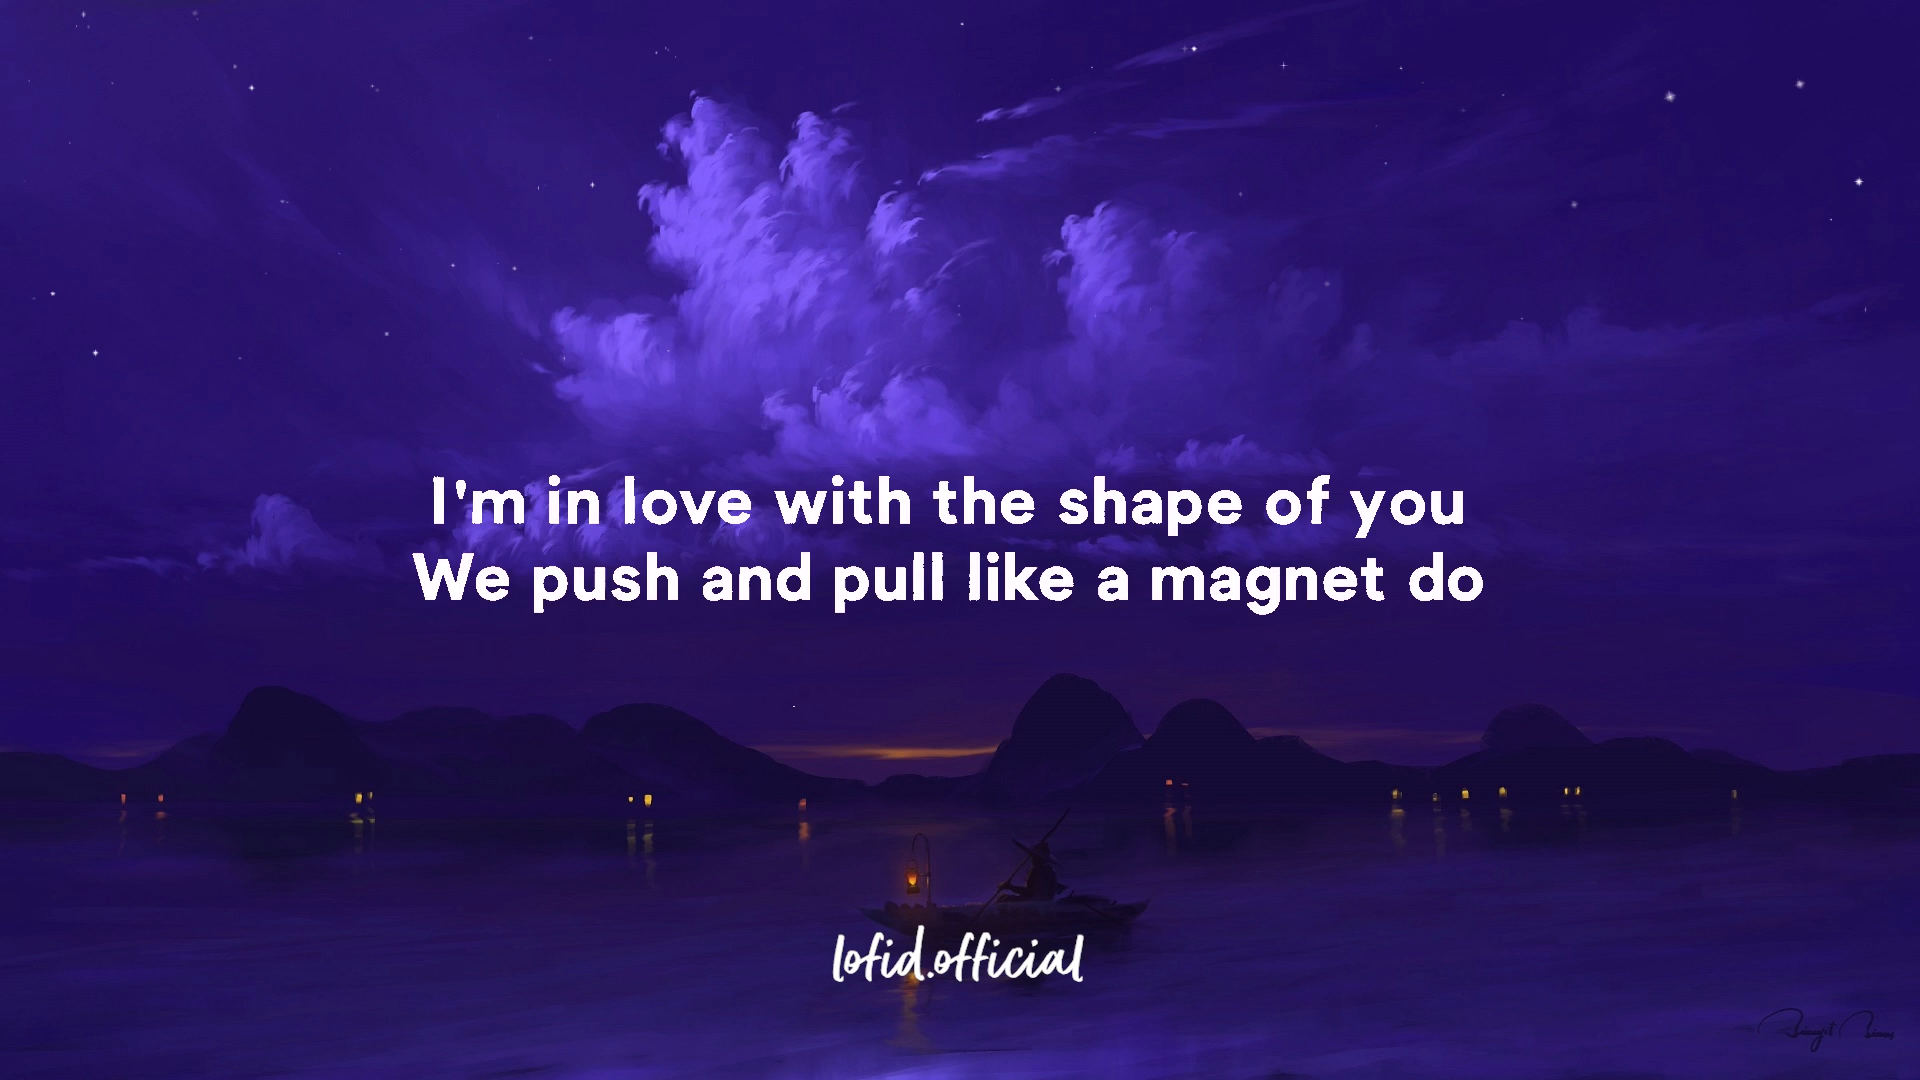 I'm in love with the shape of you
We push and pull like a magnet do
lofid.official